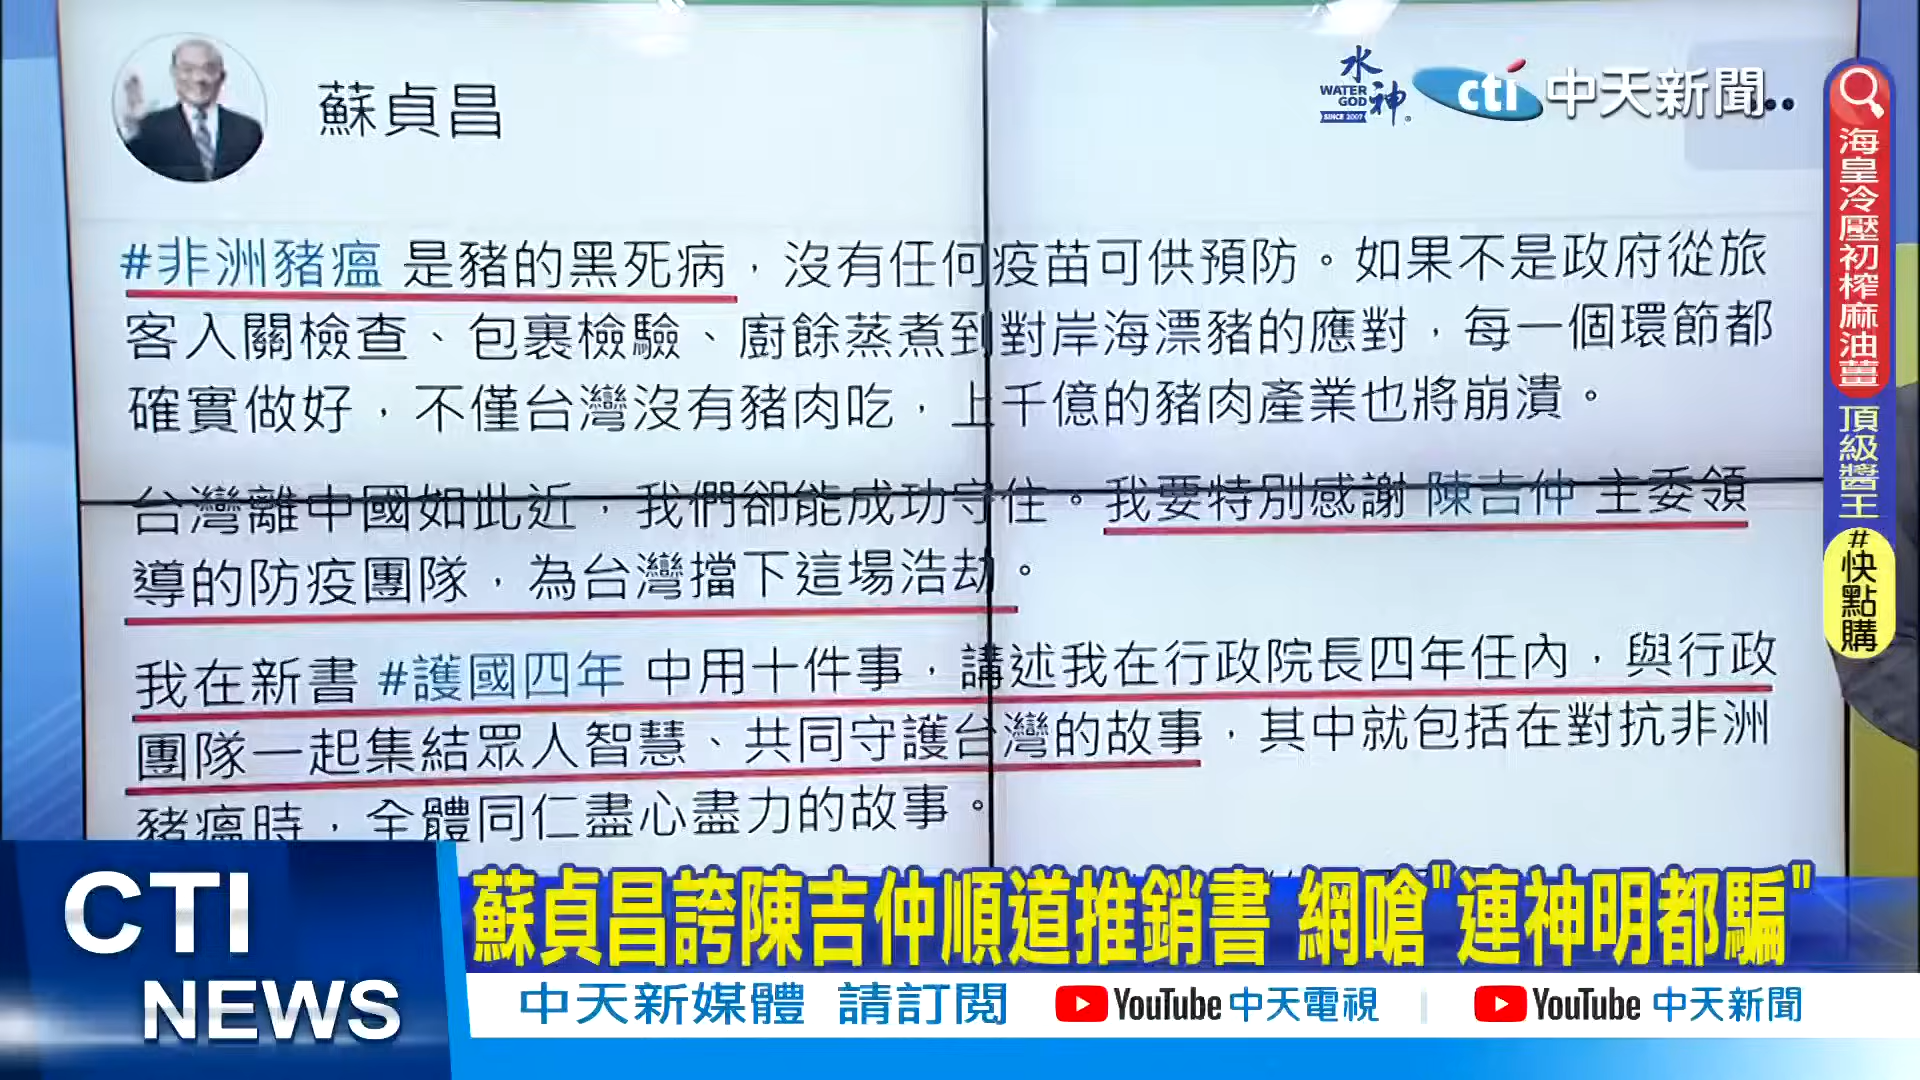 蘇貞昌
水神
WATER GOD
SINCE 2007
cti 中天新聞
#非洲豬瘟 是豬的黑死病，沒有任何疫苗可供預防。如果不是政府從旅
客入關檢查、包裹檢驗、廚餘蒸煮到對岸海漂豬的應對，每一個環節都
確實做好，不僅台灣沒有豬肉吃，上千億的豬肉產業也將崩潰。
台灣離中國如此近，我們卻能成功守住。我要特別感謝 陳吉仲 主委領
導的防疫團隊，為台灣擋下這場浩劫。
我在新書 #護國四年 中用十件事，講述我在行政院長四年任內，與行政
團隊一起集結眾人智慧、共同守護台灣的故事，其中就包括在對抗非洲
豬瘟時，全體同仁盡心盡力的故事。
海皇冷壓初榨麻油薑
頂級醬王
#快點購
CTI NEWS
蘇貞昌誇陳吉仲順道推銷書 網嗆"連神明都騙"
中天新媒體 請訂閱 YouTube 中天電視 YouTube 中天新聞